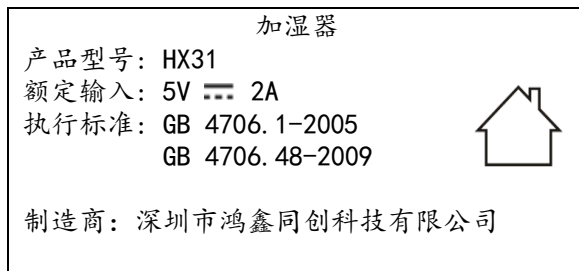 加湿器
产品型号: HX31
额定输入: 5V ⎓ 2A
执行标准: GB 4706.1-2005
GB 4706.48-2009
制造商: 深圳市鸿鑫同创科技有限公司